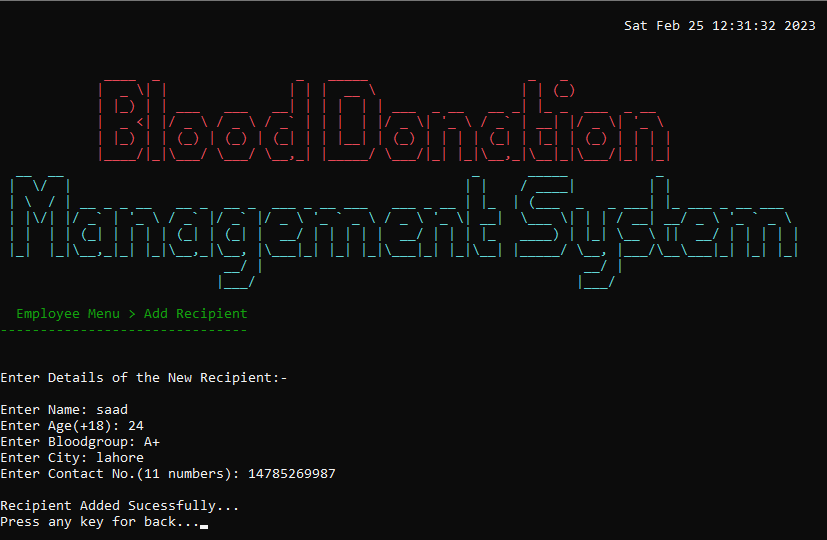 Sat Feb 25 12:31:32 2023
Blood Donation
Management System
Employee Menu > Add Recipient
-------------------------------
Enter Details of the New Recipient:-
Enter Name: saad
Enter Age(+18): 24
Enter Bloodgroup: A+
Enter City: lahore
Enter Contact No.(11 numbers): 14785269987
Recipient Added Sucessfully...
Press any key for back...